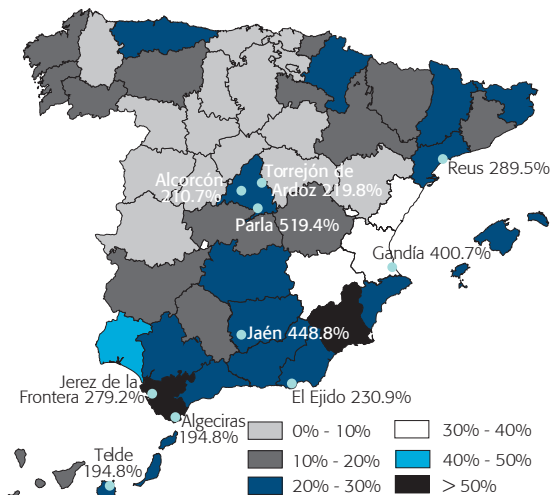 Reus 289.5%
Torrejón de
Ardoz 219.8%
Alcorcón
210.7%
Parla 519.4%
Gandía 400.7%
Jaén 448.8%
Jerez de la
Frontera 279.2%
El Ejido 230.9%
Algeciras
194.8%
Telde
194.8%
0% - 10%
10% - 20%
20% - 30%
30% - 40%
40% - 50%
> 50%